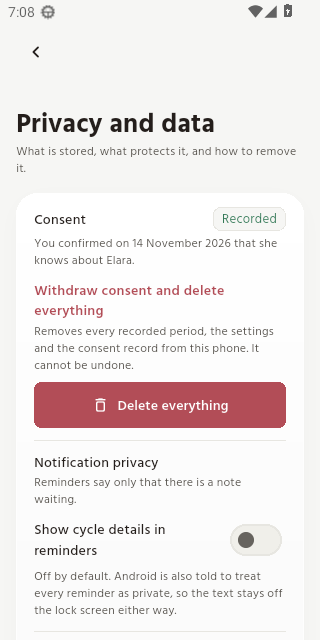 7:08
Privacy and data
What is stored, what protects it, and how to remove
it.
Consent
Recorded
You confirmed on 14 November 2026 that she
knows about Elara.
Withdraw consent and delete
everything
Removes every recorded period, the settings
and the consent record from this phone. It
cannot be undone.
Delete everything
Notification privacy
Reminders say only that there is a note
waiting.
Show cycle details in
reminders
Off by default. Android is also told to treat
every reminder as private, so the text stays off
the lock screen either way.